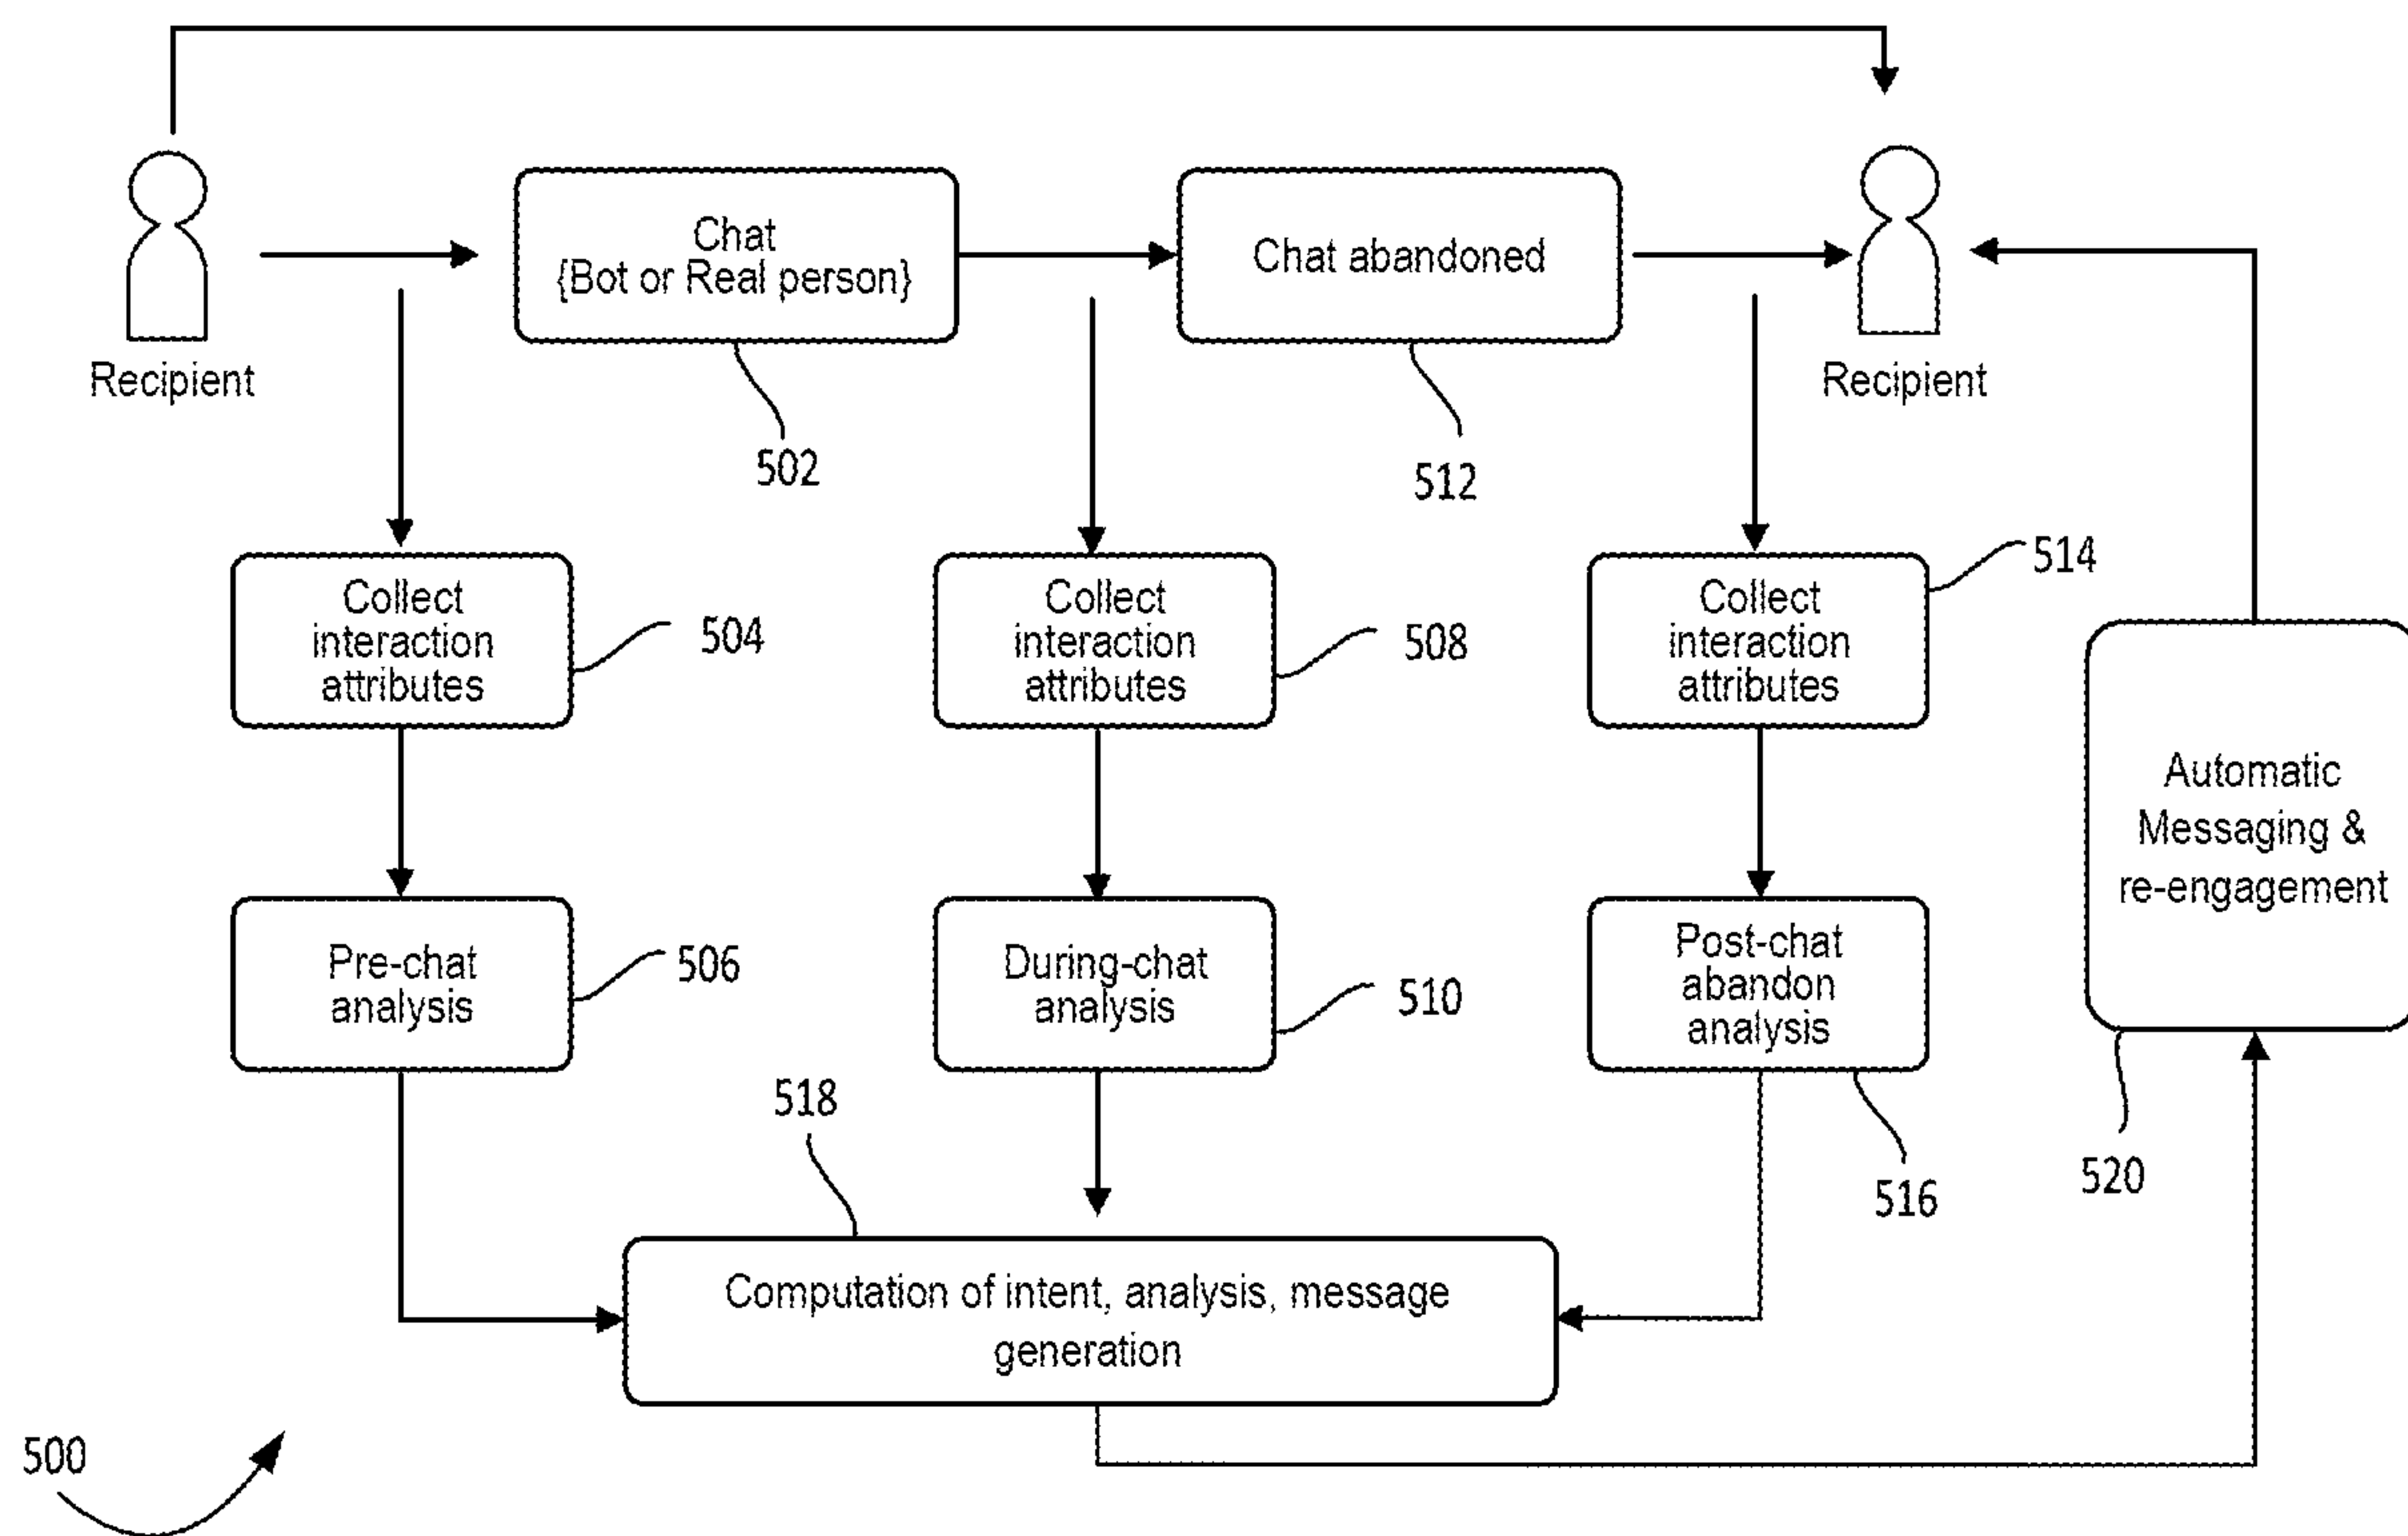 Chat
{Bot or Real person}
Chat abandoned
Recipient
Recipient
502
512
Collect
interaction
attributes
504
Collect
interaction
attributes
508
Collect
interaction
attributes
514
Automatic
Messaging &
re-engagement
Pre-chat
analysis
506
During-chat
analysis
510
Post-chat
abandon
analysis
516
520
518
Computation of intent, analysis, message
generation
500